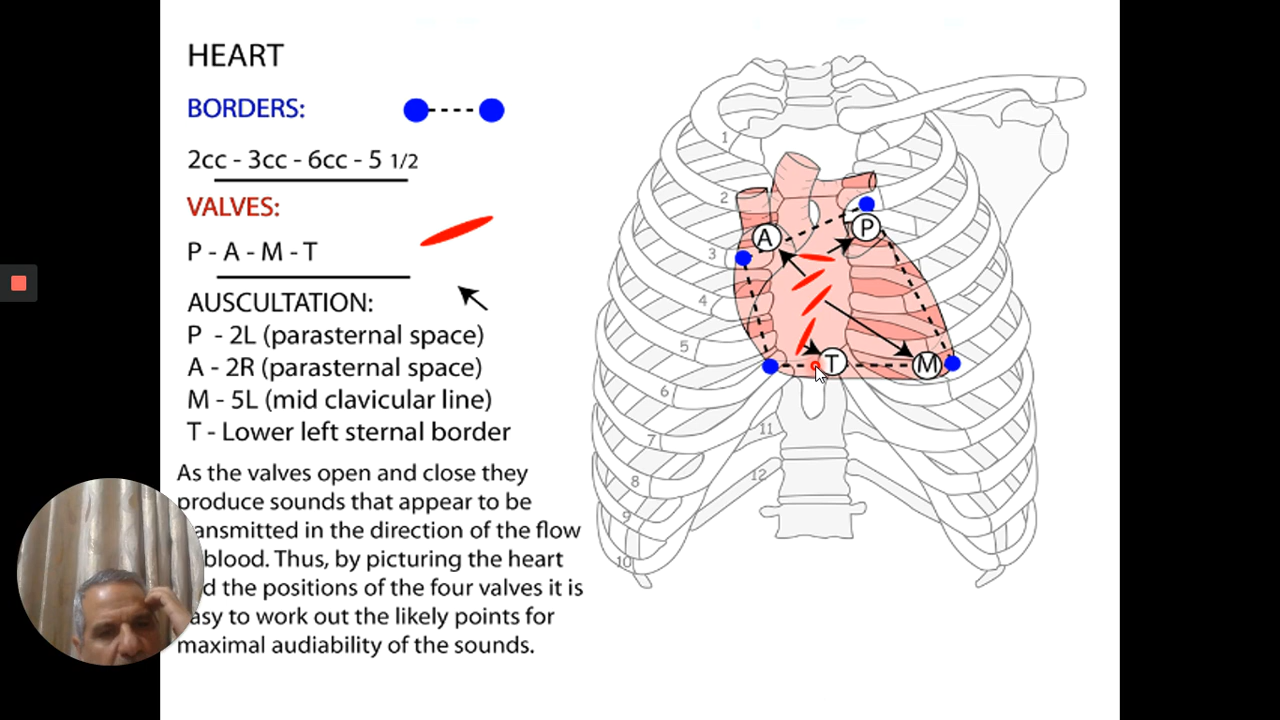 HEART
BORDERS:
2cc - 3cc - 6cc - 5 1/2
VALVES:
P - A - M - T
AUSCULTATION:
P - 2L (parasternal space)
A - 2R (parasternal space)
M - 5L (mid clavicular line)
T - Lower left sternal border
As the valves open and close they
produce sounds that appear to be
in the direction of the flow
blood. Thus, by picturing the heart
the positions of the four valves it is
to work out the likely points for
maximal audiability of the sounds.
1
2
3
4
5
6
7
8
9
10
11
12
A
P
T
M